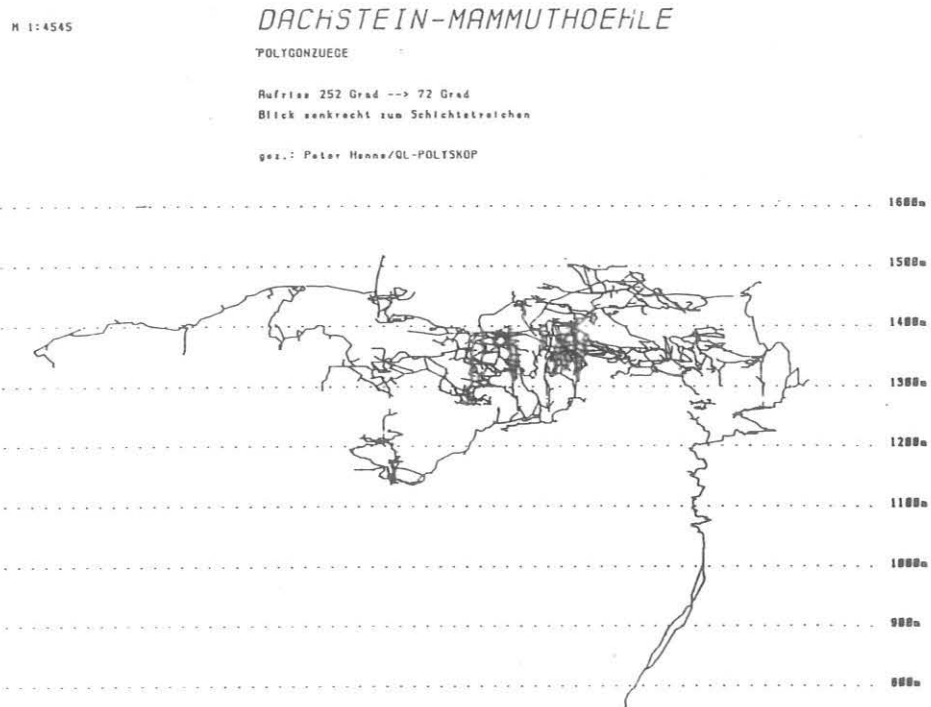 M 1:4545
DACHSTEIN-MAMMUTHOEHLE
POLYGONZUEGE
Aufriss 252 Grad --> 72 Grad
Blick senkrecht zum Schichtstreichen
gez.: Peter Henne/QL-POLYSKOP
1600m
1500m
1400m
1300m
1200m
1100m
1000m
900m
800m